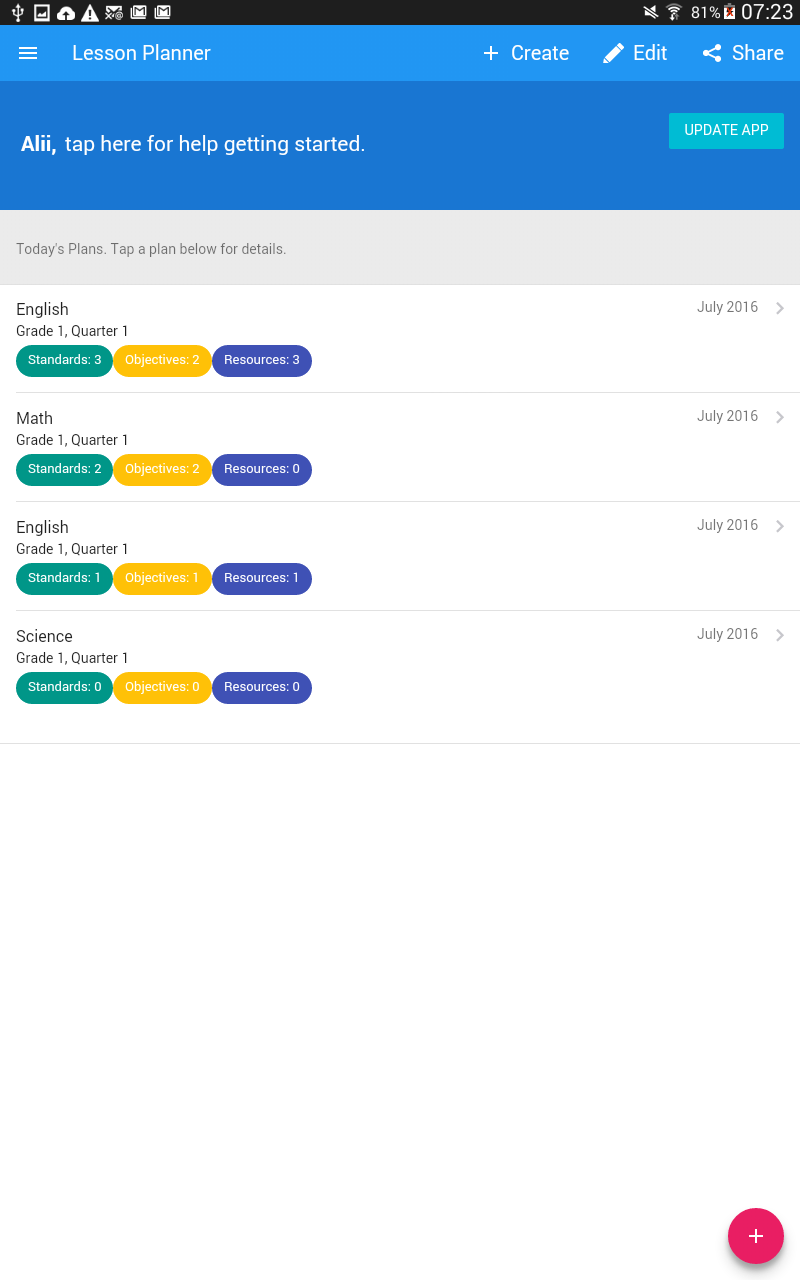 81% 07:23
Lesson Planner Create Edit Share
Alii, tap here for help getting started.
UPDATE APP
Today's Plans. Tap a plan below for details.
English July 2016
Grade 1, Quarter 1
Standards: 3 Objectives: 2 Resources: 3
Math July 2016
Grade 1, Quarter 1
Standards: 2 Objectives: 2 Resources: 0
English July 2016
Grade 1, Quarter 1
Standards: 1 Objectives: 1 Resources: 1
Science July 2016
Grade 1, Quarter 1
Standards: 0 Objectives: 0 Resources: 0